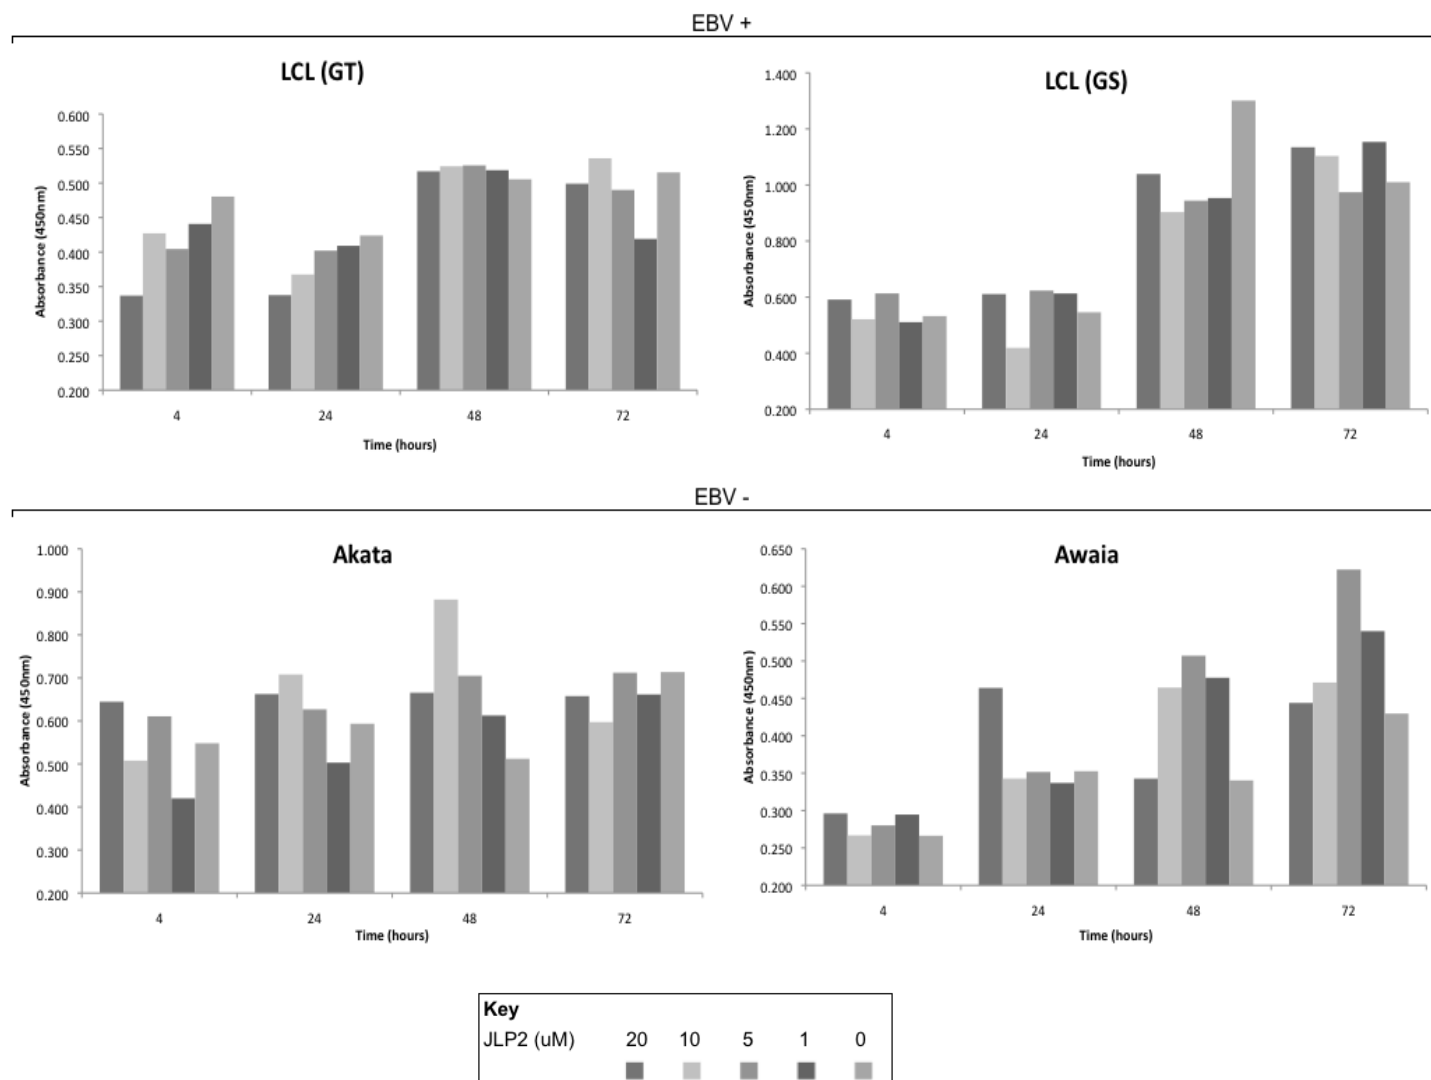 EBV +
LCL (GT)
0.600
0.550
0.500
0.450
0.400
0.350
0.300
0.250
0.200
Absorbance (450nm)
4 24 48 72
Time (hours)
LCL (GS)
1.400
1.200
1.000
0.800
0.600
0.400
0.200
Absorbance (450nm)
4 24 48 72
Time (hours)
EBV -
Akata
1.000
0.900
0.800
0.700
0.600
0.500
0.400
0.300
0.200
Absorbance (450nm)
4 24 48 72
Time (hours)
Awaia
0.650
0.600
0.550
0.500
0.450
0.400
0.350
0.300
0.250
0.200
Absorbance (450nm)
4 24 48 72
Time (hours)
Key
JLP2 (uM) 20 10 5 1 0